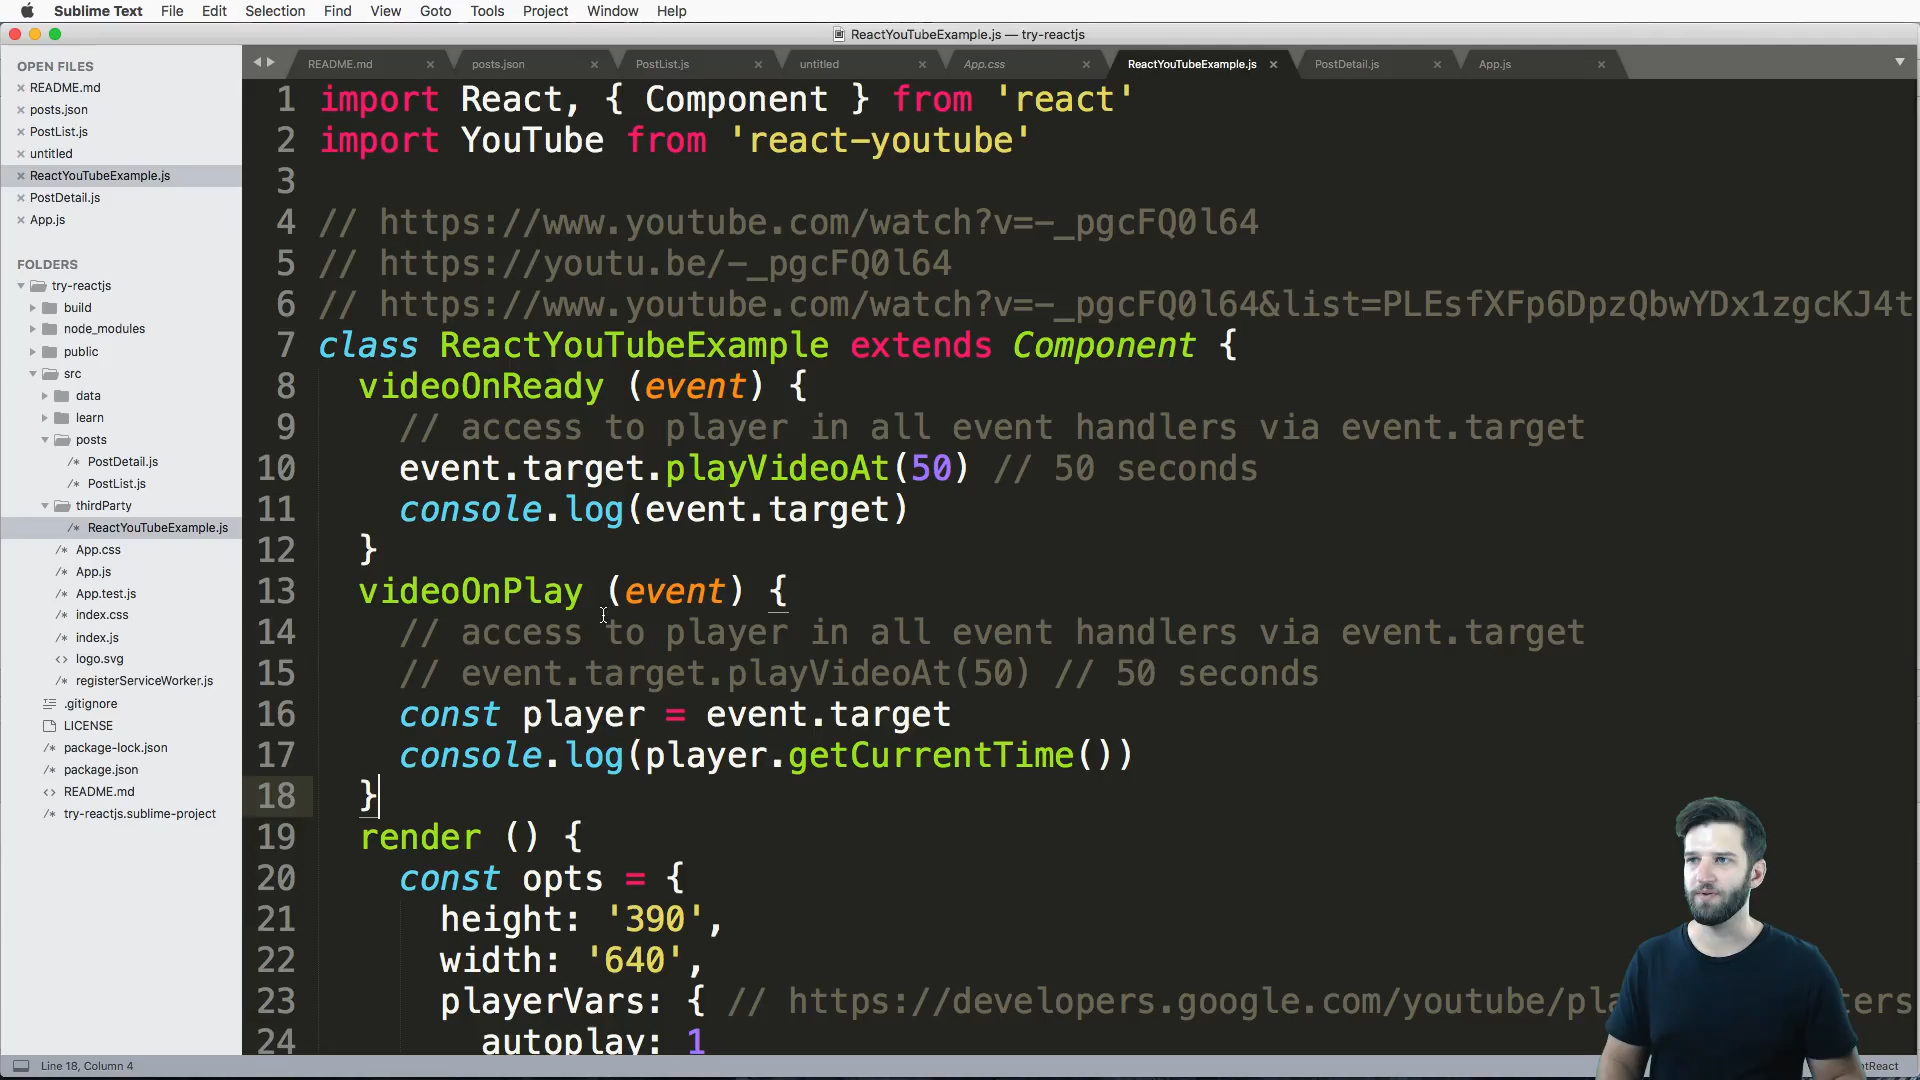 Sublime Text File Edit Selection Find View Goto Tools Project Window Help
ReactYouTubeExample.js — try-reactjs
OPEN FILES
README.md
posts.json
PostList.js
untitled
ReactYouTubeExample.js
PostDetail.js
App.js
FOLDERS
try-reactjs
build
node_modules
public
src
data
learn
posts
/* PostDetail.js
/* PostList.js
thirdParty
/* ReactYouTubeExample.js
/* App.css
/* App.js
/* App.test.js
/* index.css
/* index.js
<> logo.svg
/* registerServiceWorker.js
.gitignore
LICENSE
/* package-lock.json
/* package.json
<> README.md
/* try-reactjs.sublime-project
README.md posts.json PostList.js untitled App.css ReactYouTubeExample.js PostDetail.js App.js
1 import React, { Component } from 'react'
2 import YouTube from 'react-youtube'
3
4 // https://www.youtube.com/watch?v=-_pgcFQ0l64
5 // https://youtu.be/-_pgcFQ0l64
6 // https://www.youtube.com/watch?v=-_pgcFQ0l64&list=PLEsfXFp6DpzQbwYDx1zgcKJ4t
7 class ReactYouTubeExample extends Component {
8 videoOnReady (event) {
9 // access to player in all event handlers via event.target
10 event.target.playVideoAt(50) // 50 seconds
11 console.log(event.target)
12 }
13 videoOnPlay (event) {
14 // access to player in all event handlers via event.target
15 // event.target.playVideoAt(50) // 50 seconds
16 const player = event.target
17 console.log(player.getCurrentTime())
18 }
19 render () {
20 const opts = {
21 height: '390',
22 width: '640',
23 playerVars: { // https://developers.google.com/youtube/pla
24 autoplay: 1
Line 18, Column 4